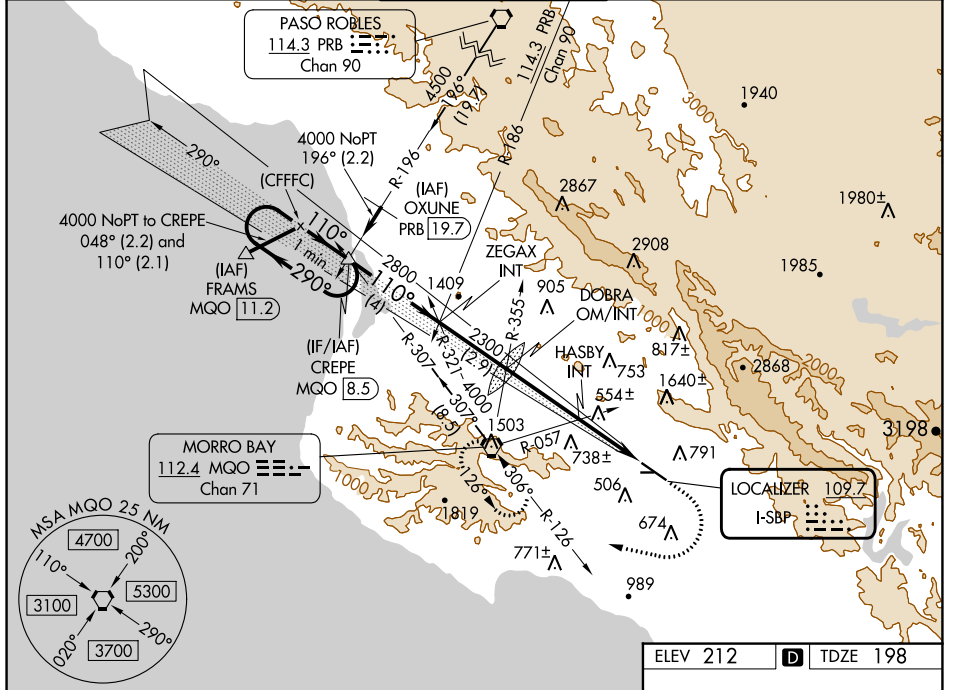 PASO ROBLES
114.3 PRB
Chan 90
114.3 PRB
Chan 90
3000
1940
4500
196°
(19.7)
R-196
R-186
4000 NoPT
196° (2.2)
(CFFFC)
290°
(IAF)
OXUNE
PRB 19.7
2867
1980±
4000 NoPT to CREPE
048° (2.2) and
110° (2.1)
110°
1 min
290°
2908
1985
(IAF)
FRAMS
MQO 11.2
2800
110°
(4)
1409
ZEGAX
INT
905
R-355
DOBRA
OM/INT
1000
2000
(IF/IAF)
CREPE
MQO 8.5
R-307
R-321
4000
2300
(2.9)
HASBY
INT
753
817±
2868
307°
(8.5)
554±
1640±
1503
R-057
738±
791
3198
MORRO BAY
112.4 MQO
Chan 71
1000
126°
306°
R-126
1819
506
674
LOCALIZER 109.7
I-SBP
771±
989
MSA MQO 25 NM
4700
200°
110°
5300
3100
290°
020°
3700
ELEV 212 D TDZE 198